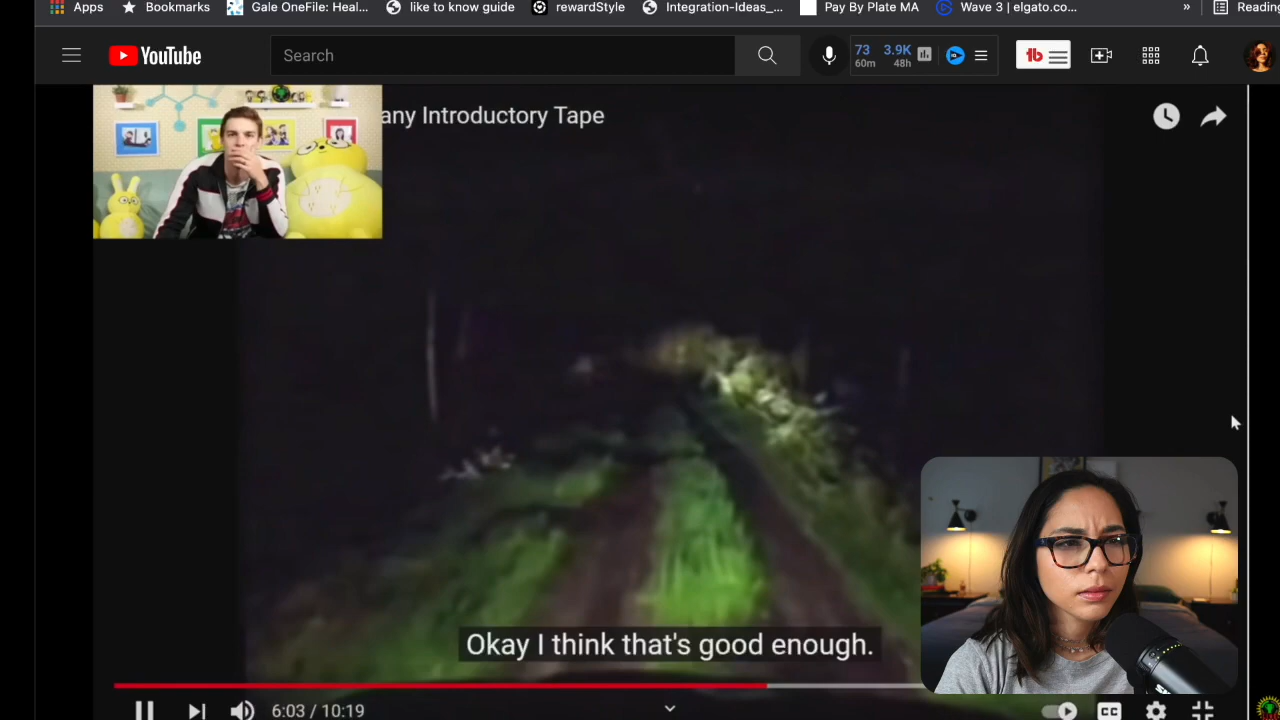 Apps
Bookmarks
Gale OneFile: Heal...
like to know guide
rewardStyle
Integration-Ideas_...
Pay By Plate MA
Wave 3 | elgato.co...
»
Reading
YouTube
Search
73
60m
3.9K
48h
tb
any Introductory Tape
Okay I think that's good enough.
6:03 / 10:19
CC